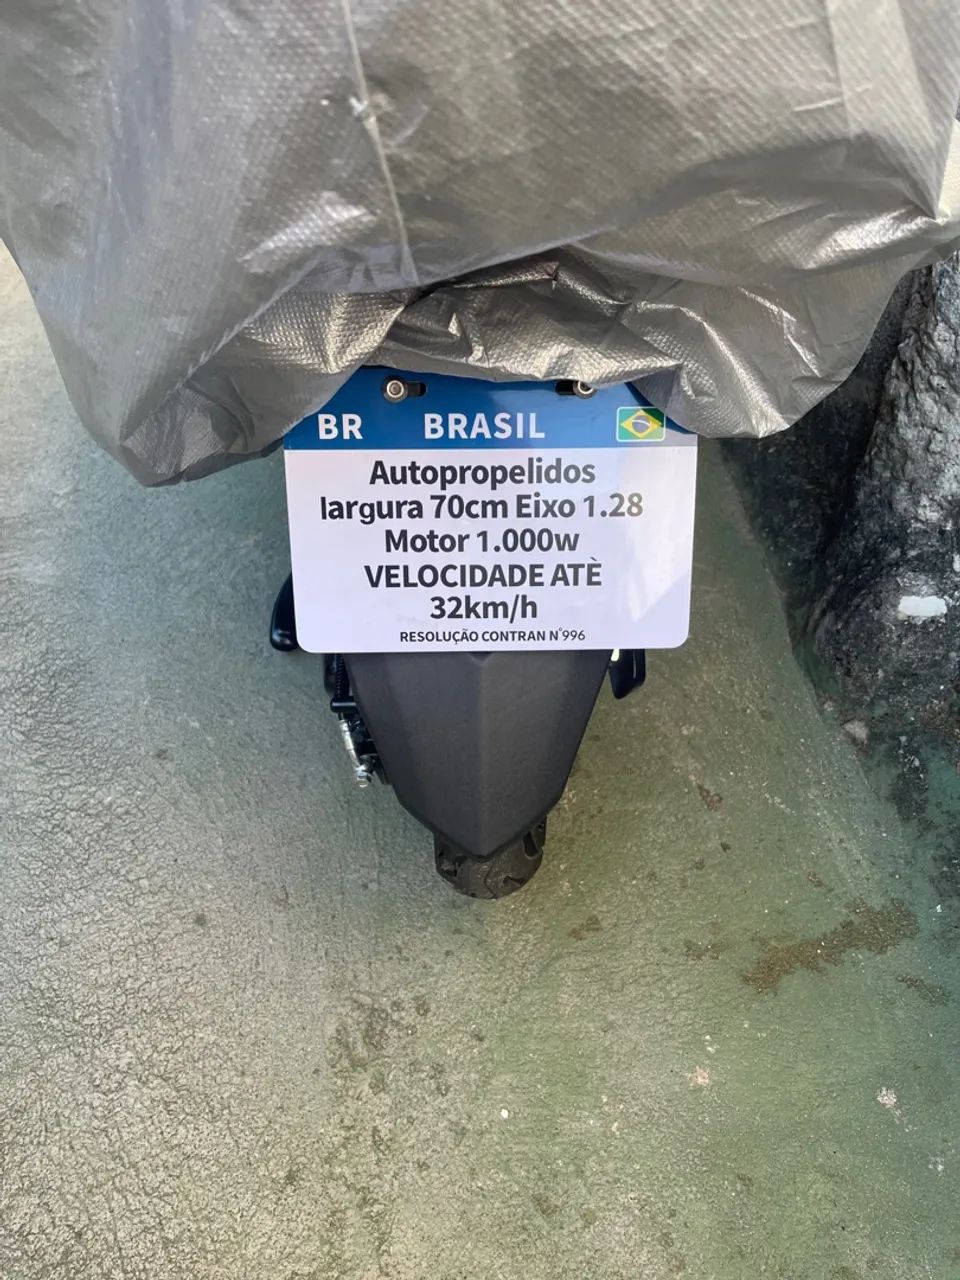 BR BRASIL
Autopropelidos
largura 70cm Eixo 1.28
Motor 1.000w
VELOCIDADE ATÈ
32km/h
RESOLUÇÃO CONTRAN N°996